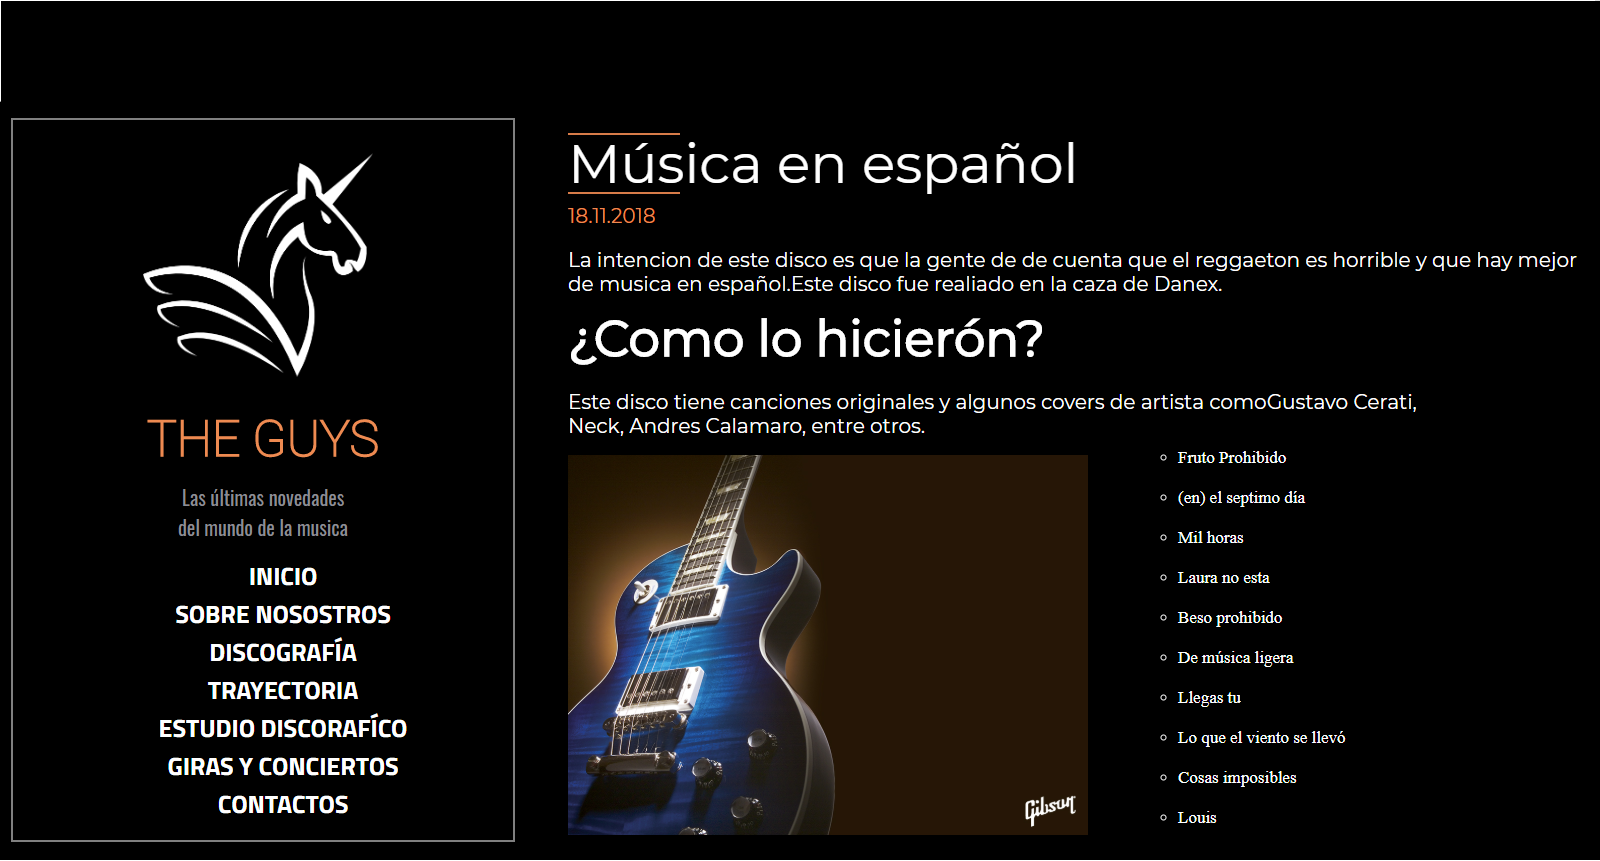 THE GUYS
Las últimas novedades
del mundo de la musica
INICIO
SOBRE NOSOSTROS
DISCOGRAFÍA
TRAYECTORIA
ESTUDIO DISCORAFÍCO
GIRAS Y CONCIERTOS
CONTACTOS
Música en español
18.11.2018
La intencion de este disco es que la gente de de cuenta que el reggaeton es horrible y que hay mejor
de musica en español.Este disco fue realiado en la caza de Danex.
¿Como lo hicierón?
Este disco tiene canciones originales y algunos covers de artista comoGustavo Cerati,
Neck, Andres Calamaro, entre otros.
Gibson
Fruto Prohibido
(en) el septimo día
Mil horas
Laura no esta
Beso prohibido
De música ligera
Llegas tu
Lo que el viento se llevó
Cosas imposibles
Louis